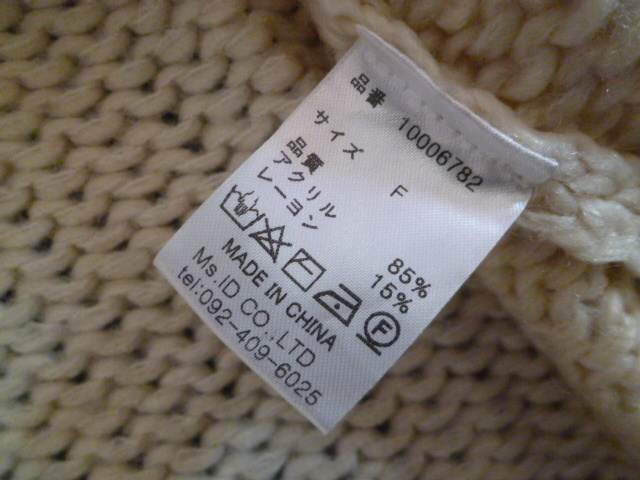 品番 10006782
サイズ F
品質
アクリル 85%
レーヨン 15%
F
MADE IN CHINA
Ms.ID CO.,LTD
tel:092-409-6025